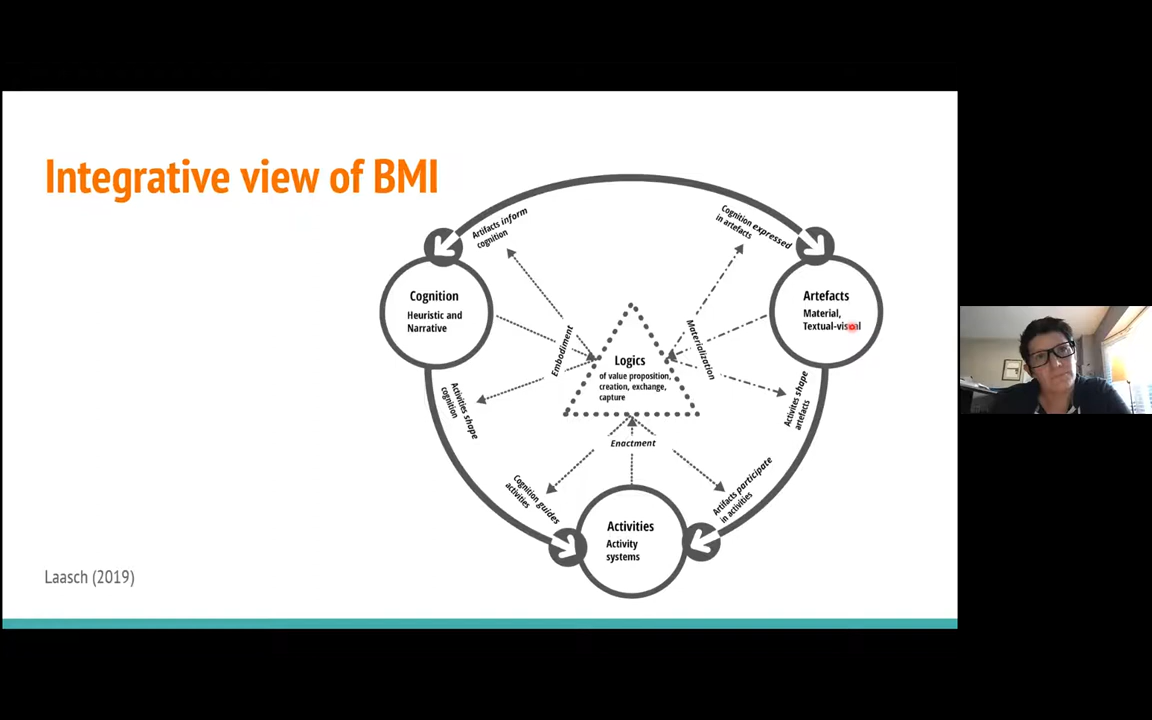 Integrative view of BMI
Artifacts inform
cognition
Cognition expressed
in artefacts
Cognition
Heuristic and
Narrative
Artefacts
Material,
Textual-visual
Embodiment
Materialization
Logics
of value proposition,
creation, exchange,
capture
Activities shape
cognition
Activites shape
artefacts
Enactment
Cognition guides
activities
Artifacts participate
in activities
Activities
Activity
systems
Laasch (2019)